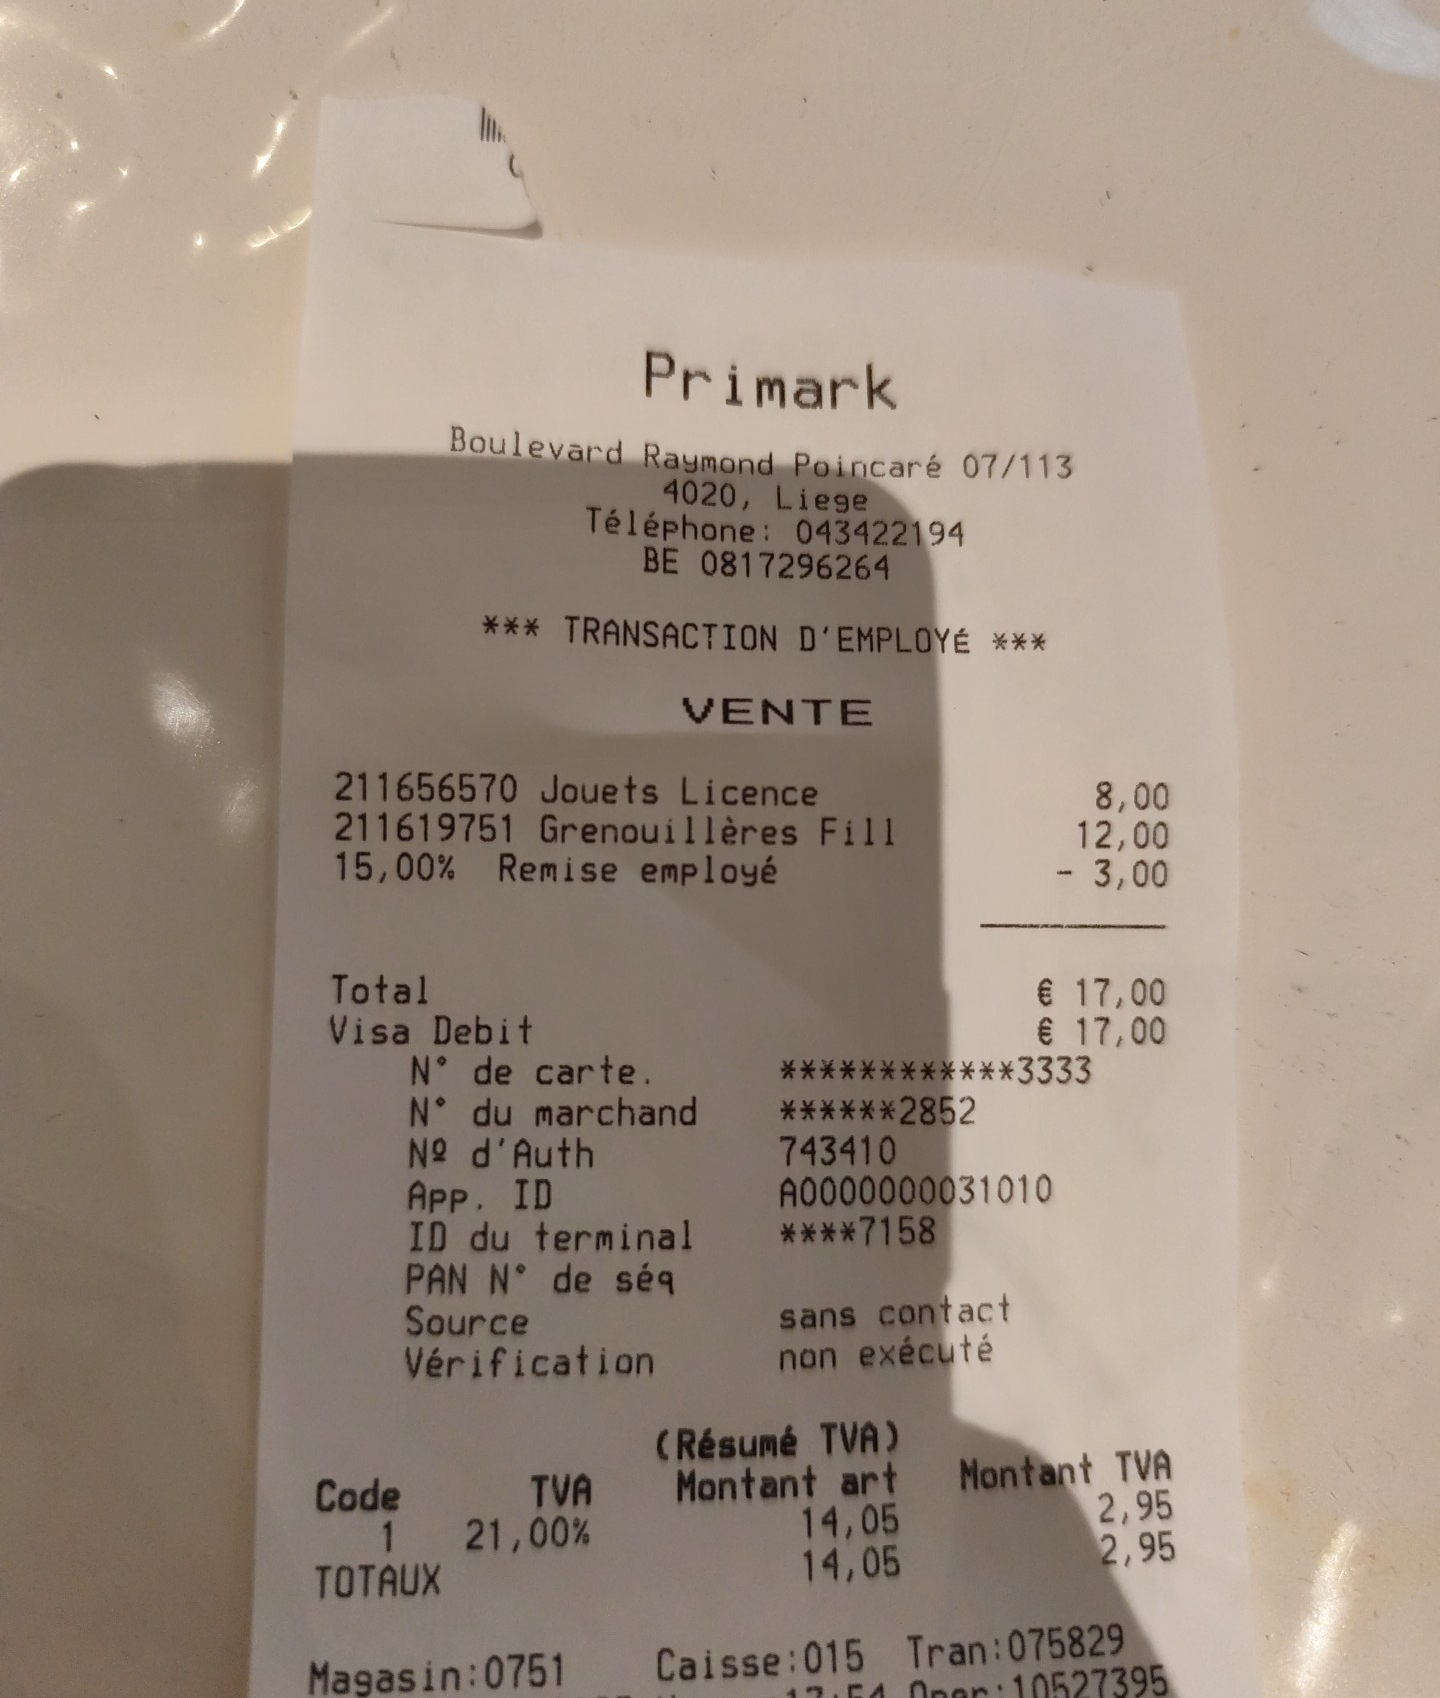 Primark
Boulevard Raymond Poincaré 07/113
4020, Liege
Téléphone: 043422194
BE 0817296264
*** TRANSACTION D'EMPLOYÉ ***
VENTE
211656570 Jouets Licence 8,00
211619751 Grenouillères Fill 12,00
15,00% Remise employé - 3,00
Total € 17,00
Visa Debit € 17,00
N° de carte. ************3333
N° du marchand ******2852
Nº d'Auth 743410
App. ID A0000000031010
ID du terminal ****7158
PAN N° de séq
Source sans contact
Vérification non exécuté
(Résumé TVA)
Code TVA Montant art Montant TVA
1 21,00% 14,05 2,95
TOTAUX 14,05 2,95
Magasin:0751 Caisse:015 Tran:075829
Oper:10527395